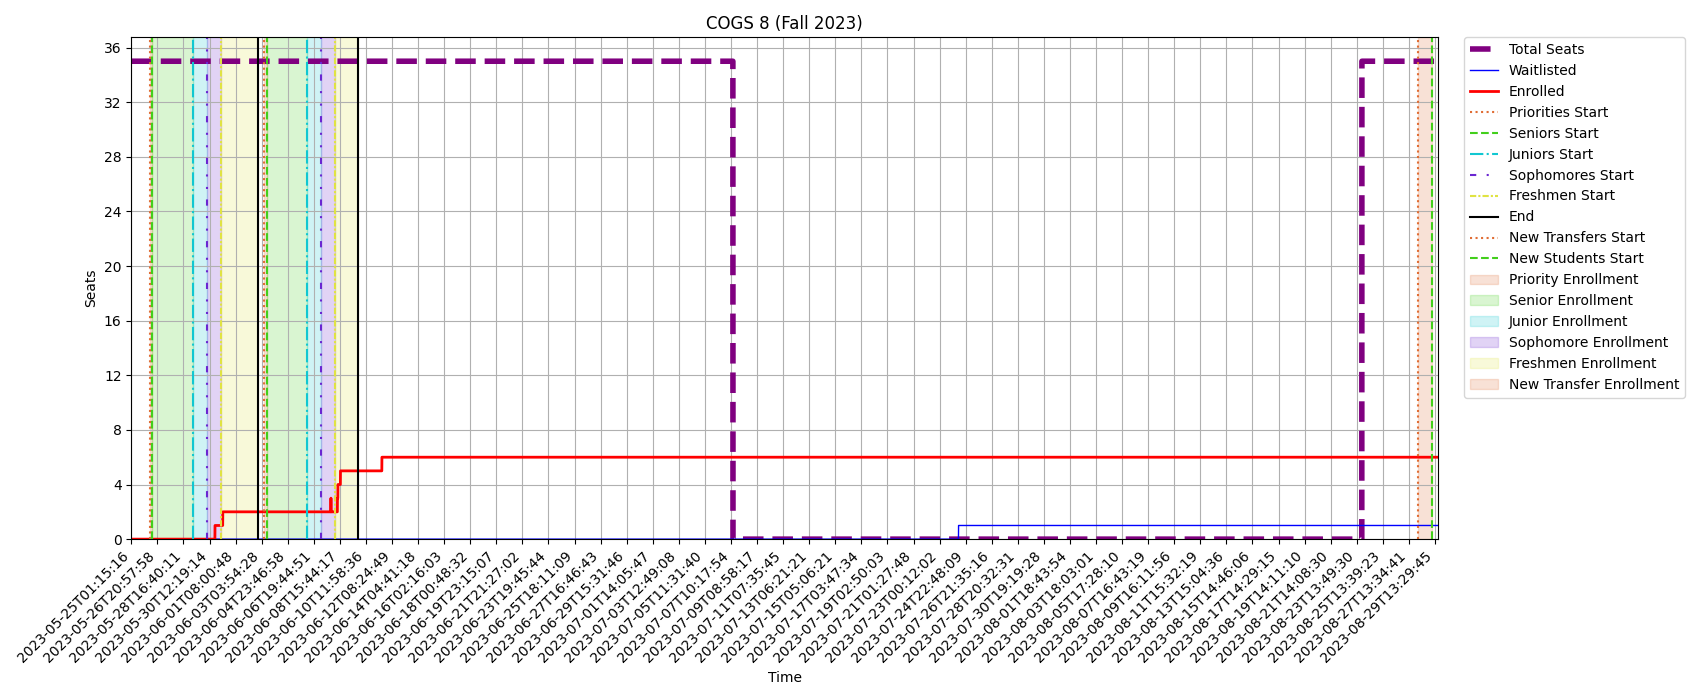 COGS 8 (Fall 2023)
36
32
28
24
20
16
12
8
4
0
Seats
2023-05-25T01:15:16
2023-05-26T20:57:58
2023-05-28T16:40:11
2023-05-30T12:19:14
2023-06-01T08:00:48
2023-06-03T03:54:28
2023-06-04T23:46:58
2023-06-06T19:44:51
2023-06-08T15:44:17
2023-06-10T11:58:36
2023-06-12T08:24:49
2023-06-14T04:41:18
2023-06-16T02:16:03
2023-06-18T00:48:32
2023-06-19T23:15:07
2023-06-21T21:27:02
2023-06-23T19:45:44
2023-06-25T18:11:09
2023-06-27T16:46:43
2023-06-29T15:31:46
2023-07-01T14:05:47
2023-07-03T12:49:08
2023-07-05T11:31:40
2023-07-07T10:17:54
2023-07-09T08:58:17
2023-07-11T07:35:45
2023-07-13T06:21:21
2023-07-15T05:06:21
2023-07-17T03:47:34
2023-07-19T02:50:03
2023-07-21T01:27:48
2023-07-23T00:12:02
2023-07-24T22:48:09
2023-07-26T21:35:16
2023-07-28T20:32:31
2023-07-30T19:19:28
2023-08-01T18:43:54
2023-08-03T18:03:01
2023-08-05T17:28:10
2023-08-07T16:43:19
2023-08-09T16:11:56
2023-08-11T15:32:19
2023-08-13T15:04:36
2023-08-15T14:46:06
2023-08-17T14:29:15
2023-08-19T14:11:10
2023-08-21T14:08:30
2023-08-23T13:49:30
2023-08-25T13:39:23
2023-08-27T13:34:41
2023-08-29T13:29:45
Time
Total Seats
Waitlisted
Enrolled
Priorities Start
Seniors Start
Juniors Start
Sophomores Start
Freshmen Start
End
New Transfers Start
New Students Start
Priority Enrollment
Senior Enrollment
Junior Enrollment
Sophomore Enrollment
Freshmen Enrollment
New Transfer Enrollment